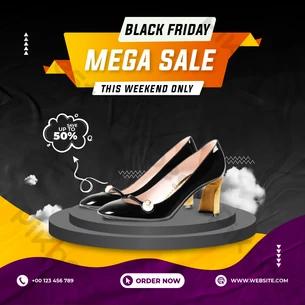 BLACK FRIDAY
MEGA SALE
THIS WEEKEND ONLY
SAVE
UP TO
50%
+00 123 456 789
ORDER NOW
WWW.WEBSITE.COM